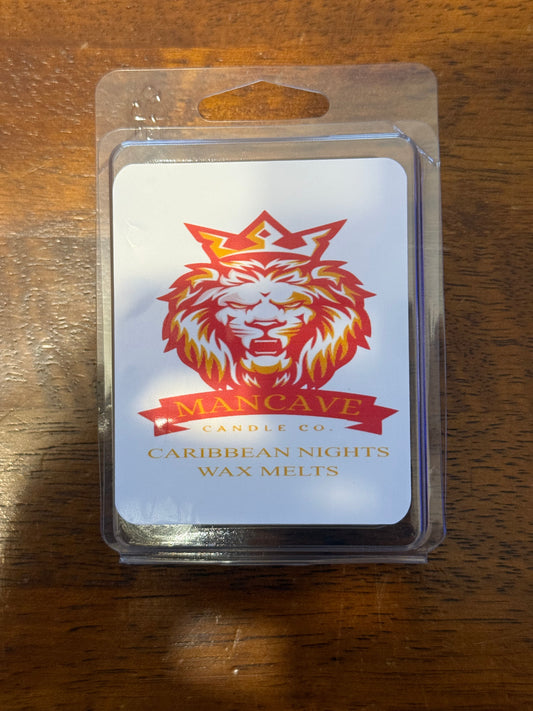 MANCAVE
CANDLE CO.
CARIBBEAN NIGHTS
WAX MELTS